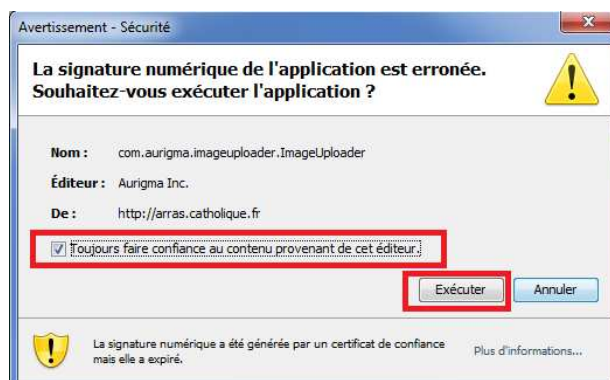 Avertissement - Sécurité
La signature numérique de l'application est erronée.
Souhaitez-vous exécuter l'application ?
Nom : com.aurigma.imageuploader.ImageUploader
Éditeur : Aurigma Inc.
De : http://arras.catholique.fr
Toujours faire confiance au contenu provenant de cet éditeur.
Exécuter Annuler
La signature numérique a été générée par un certificat de confiance
mais elle a expiré.
Plus d'informations...